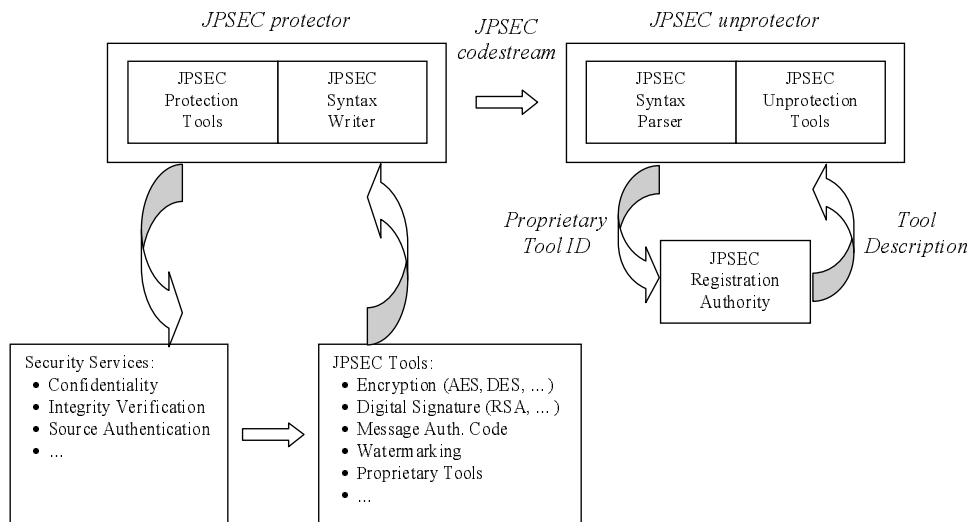 JPSEC protector
JPSEC
codestream
JPSEC unprotector
JPSEC
Protection
Tools
JPSEC
Syntax
Writer
JPSEC
Syntax
Parser
JPSEC
Unprotection
Tools
Proprietary
Tool ID
Tool
Description
JPSEC
Registration
Authority
Security Services:
• Confidentiality
• Integrity Verification
• Source Authentication
• ...
JPSEC Tools:
• Encryption (AES, DES, ... )
• Digital Signature (RSA, ... )
• Message Auth. Code
• Watermarking
• Proprietary Tools
• ...